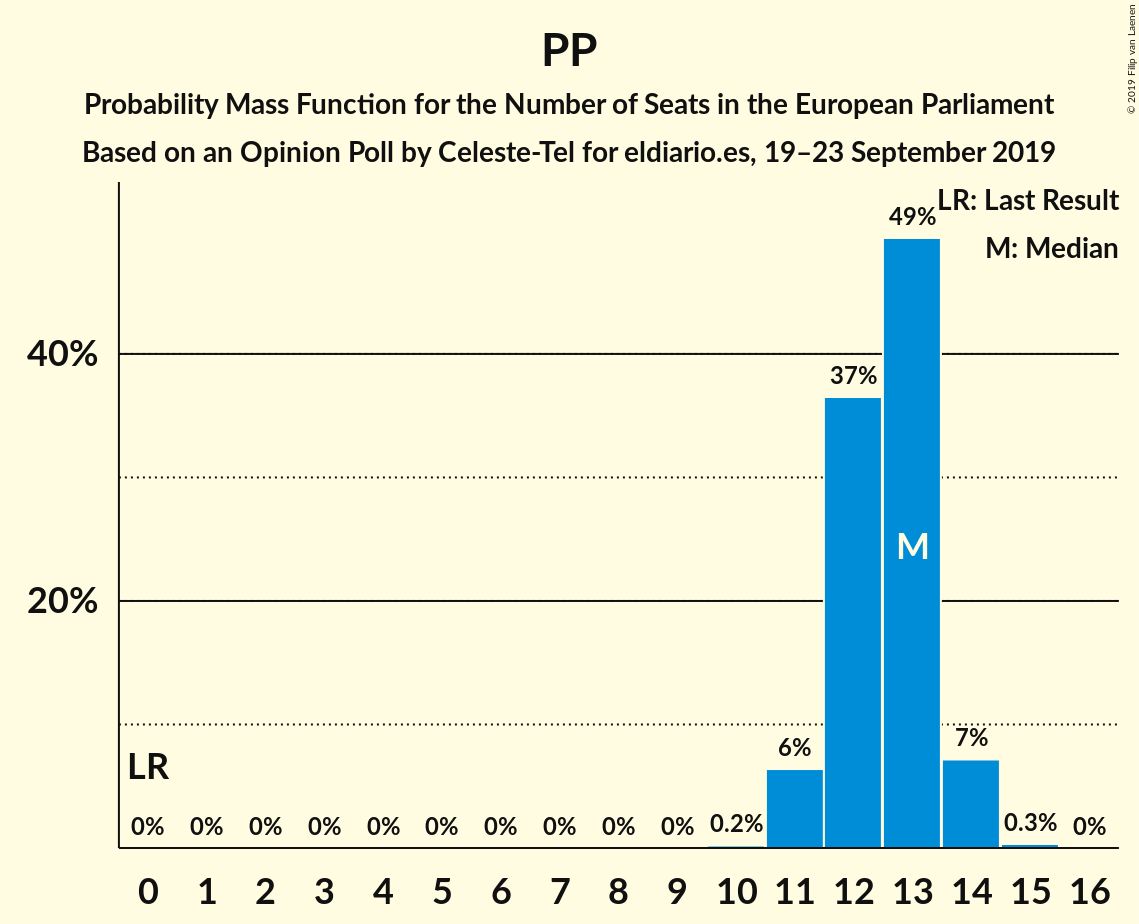 PP
Probability Mass Function for the Number of Seats in the European Parliament
Based on an Opinion Poll by Celeste-Tel for eldiario.es, 19–23 September 2019
© 2019 Filip van Laenen
LR: Last Result
M: Median
49%
40%
37%
M
20%
LR
6%
7%
0% 0% 0% 0% 0% 0% 0% 0% 0% 0% 0.2% 0.3% 0%
0 1 2 3 4 5 6 7 8 9 10 11 12 13 14 15 16